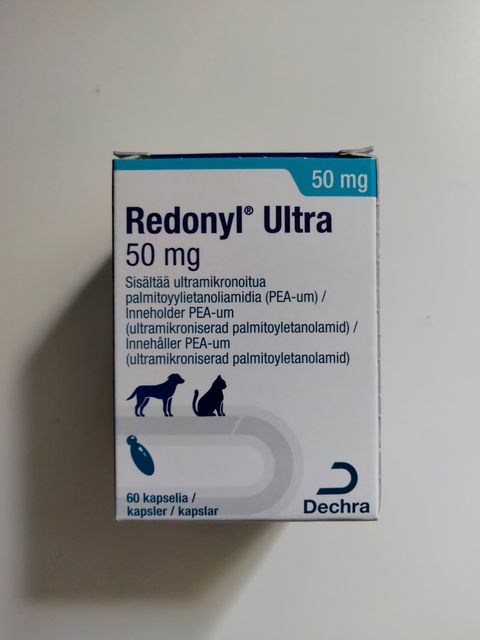 50 mg
Redonyl® Ultra
50 mg
Sisältää ultramikronoitua
palmitoyylietanoliamidia (PEA-um) /
Inneholder PEA-um
(ultramikroniserad palmitoyletanolamid) /
Innehåller PEA-um
(ultramikroniserad palmitoyletanolamid)
60 kapselia /
kapsler / kapslar
Dechra